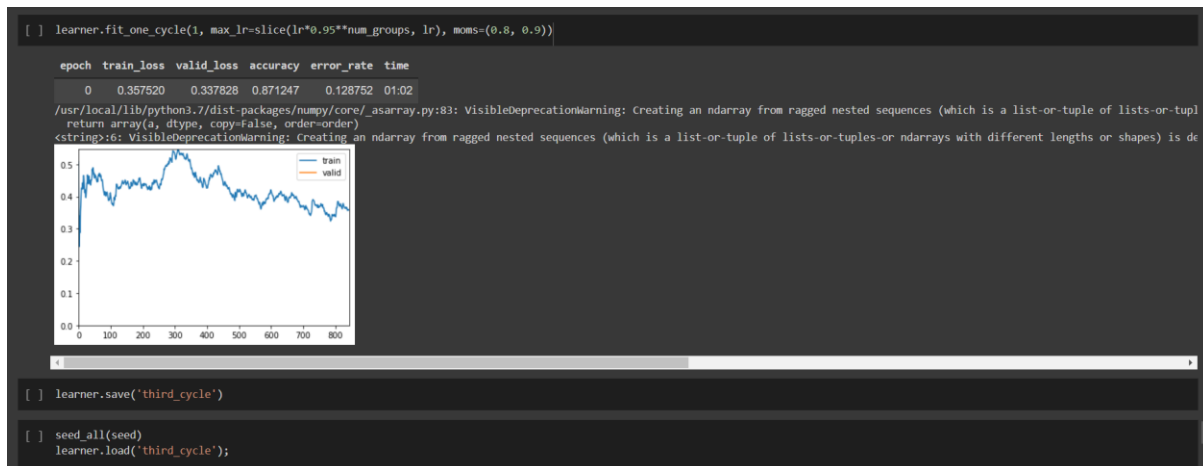 [ ] learner.fit_one_cycle(1, max_lr=slice(lr*0.95**num_groups, lr), moms=(0.8, 0.9))
epoch train_loss valid_loss accuracy error_rate time
0 0.357520 0.337828 0.871247 0.128752 01:02
/usr/local/lib/python3.7/dist-packages/numpy/core/_asarray.py:83: VisibleDeprecationWarning: Creating an ndarray from ragged nested sequences (which is a list-or-tuple of lists-or-tupl
return array(a, dtype, copy=False, order=order)
<string>:6: VisibleDeprecationWarning: Creating an ndarray from ragged nested sequences (which is a list-or-tuple of lists-or-tuples-or ndarrays with different lengths or shapes) is de
train
valid
0.5
0.4
0.3
0.2
0.1
0.0
0 100 200 300 400 500 600 700 800
[ ] learner.save('third_cycle')
[ ] seed_all(seed)
learner.load('third_cycle');